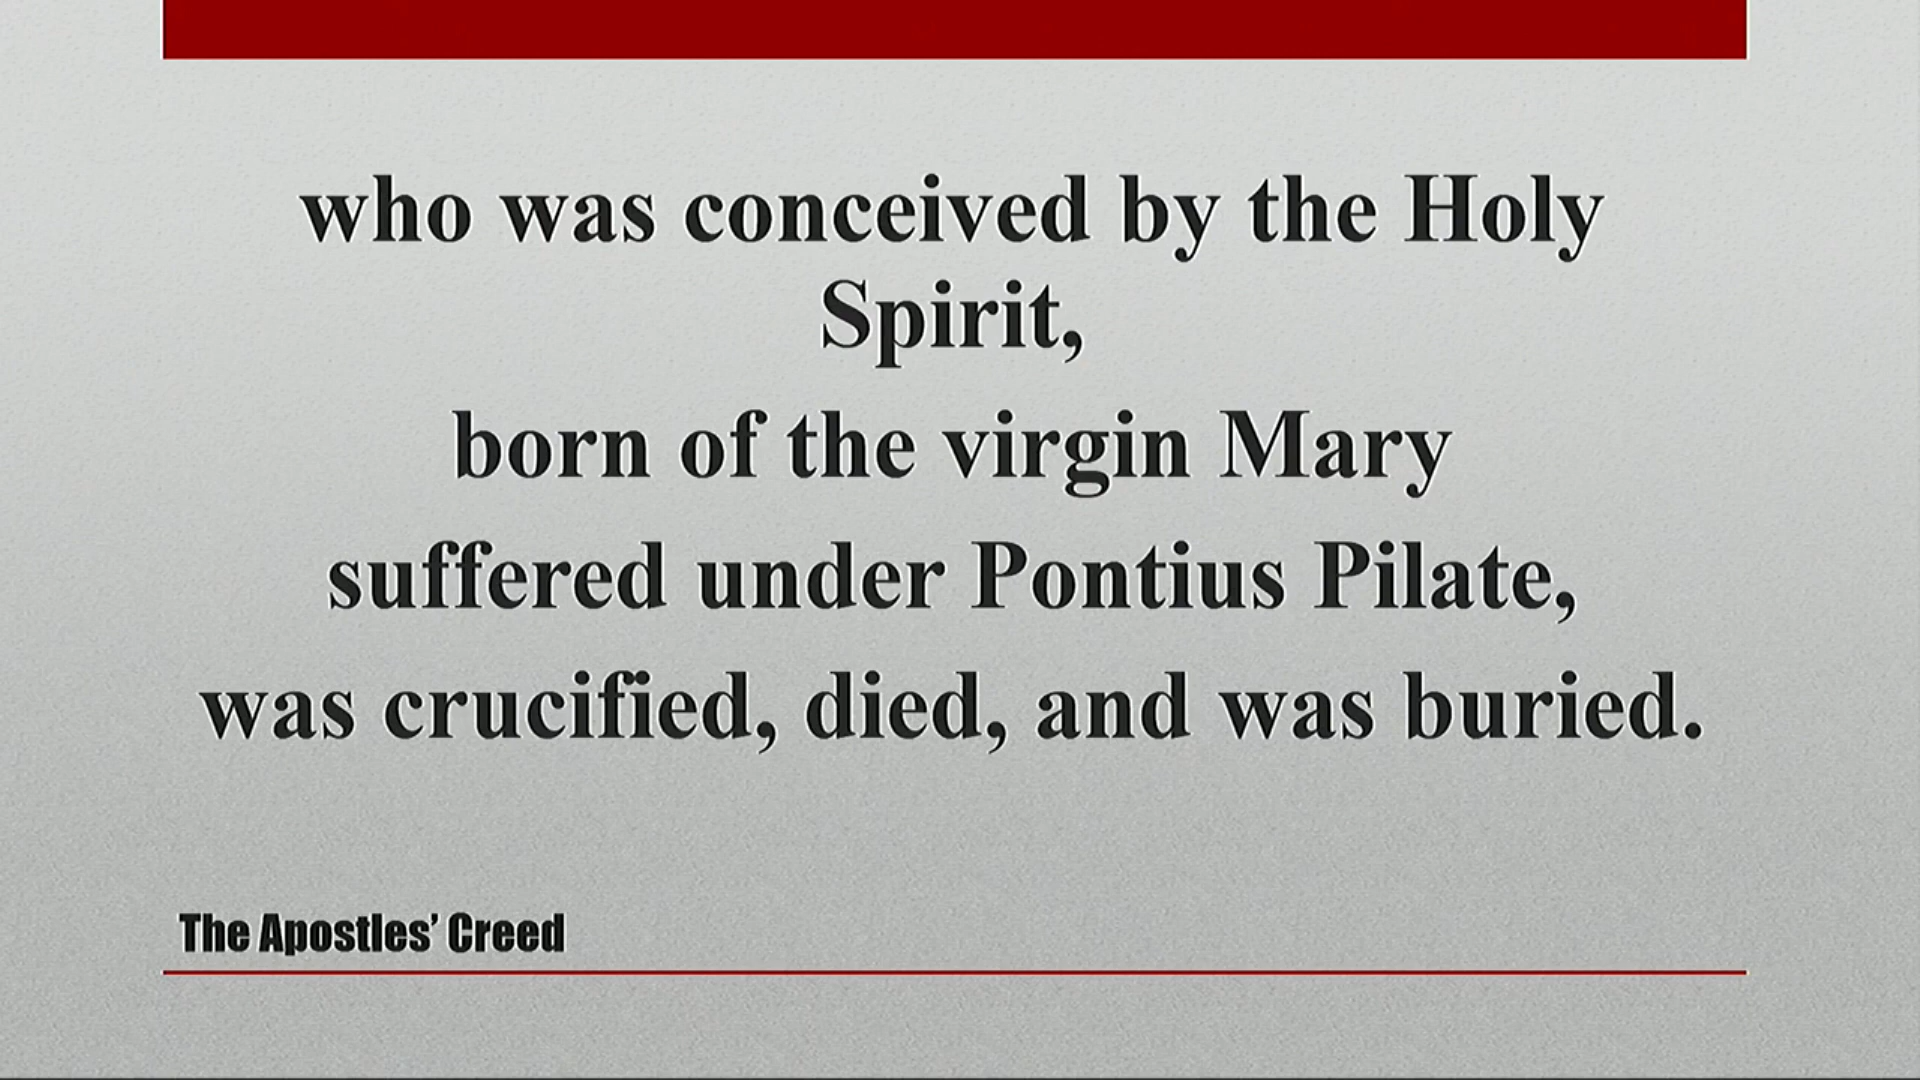 who was conceived by the Holy
Spirit,
born of the virgin Mary
suffered under Pontius Pilate,
was crucified, died, and was buried.
The Apostles’ Creed